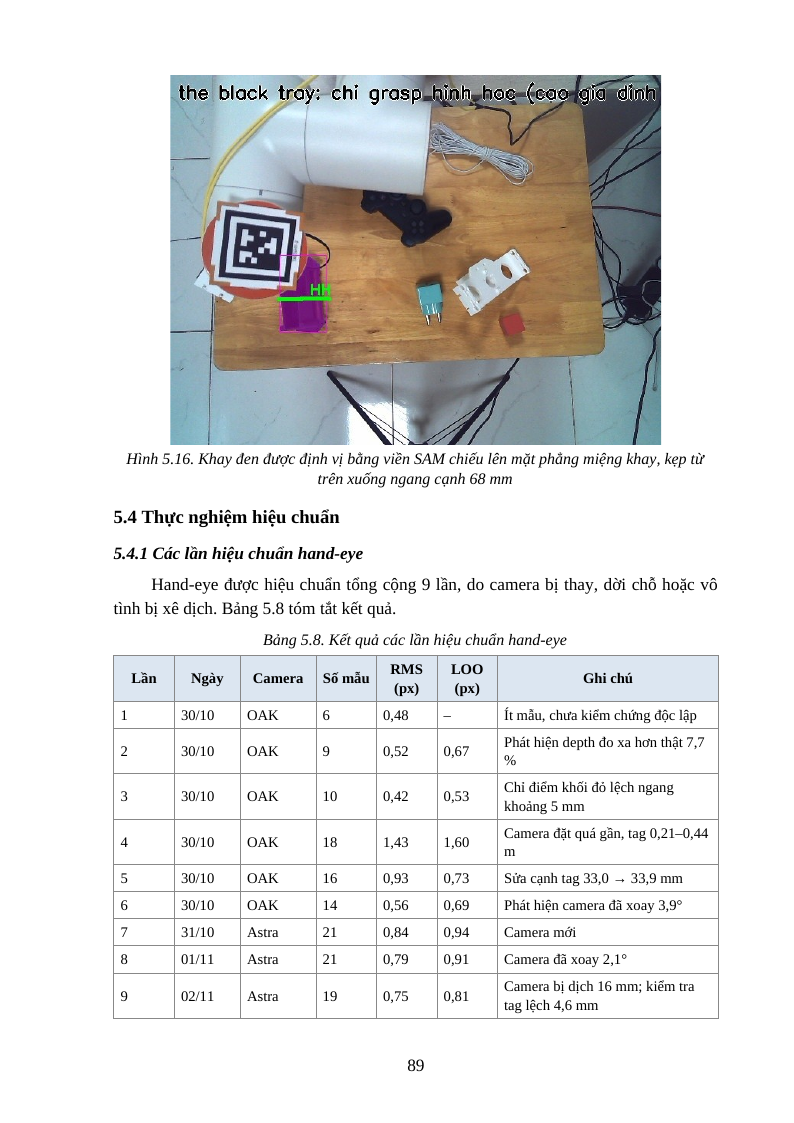 the black tray: chi grasp hinh hoc (cao gia dinh
HH
Hình 5.16. Khay đen được định vị bằng viền SAM chiếu lên mặt phẳng miệng khay, kẹp từ
trên xuống ngang cạnh 68 mm
5.4 Thực nghiệm hiệu chuẩn
5.4.1 Các lần hiệu chuẩn hand-eye
Hand-eye được hiệu chuẩn tổng cộng 9 lần, do camera bị thay, dời chỗ hoặc vô
tình bị xê dịch. Bảng 5.8 tóm tắt kết quả.
Bảng 5.8. Kết quả các lần hiệu chuẩn hand-eye
Lần Ngày Camera Số mẫu RMS (px) LOO (px) Ghi chú
1 30/10 OAK 6 0,48 – Ít mẫu, chưa kiểm chứng độc lập
2 30/10 OAK 9 0,52 0,67 Phát hiện depth đo xa hơn thật 7,7
%
3 30/10 OAK 10 0,42 0,53 Chỉ điểm khối đỏ lệch ngang
khoảng 5 mm
4 30/10 OAK 18 1,43 1,60 Camera đặt quá gần, tag 0,21–0,44
m
5 30/10 OAK 16 0,93 0,73 Sửa cạnh tag 33,0 → 33,9 mm
6 30/10 OAK 14 0,56 0,69 Phát hiện camera đã xoay 3,9°
7 31/10 Astra 21 0,84 0,94 Camera mới
8 01/11 Astra 21 0,79 0,91 Camera đã xoay 2,1°
9 02/11 Astra 19 0,75 0,81 Camera bị dịch 16 mm; kiểm tra
tag lệch 4,6 mm
89